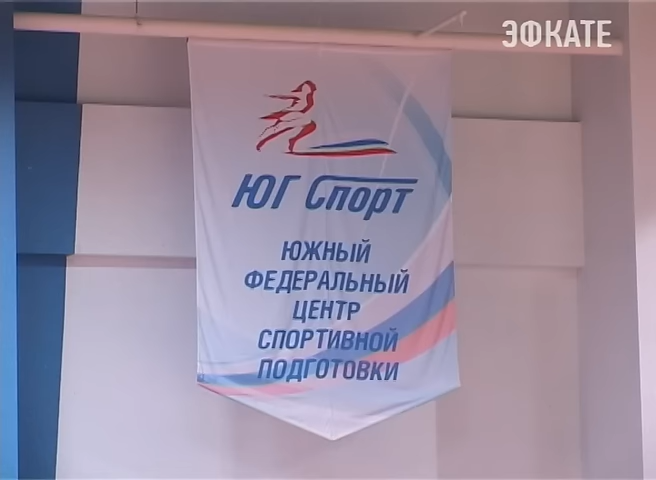 ЭФКАТЕ
ЮГ Спорт
ЮЖНЫЙ
ФЕДЕРАЛЬНЫЙ
ЦЕНТР
СПОРТИВНОЙ
ПОДГОТОВКИ